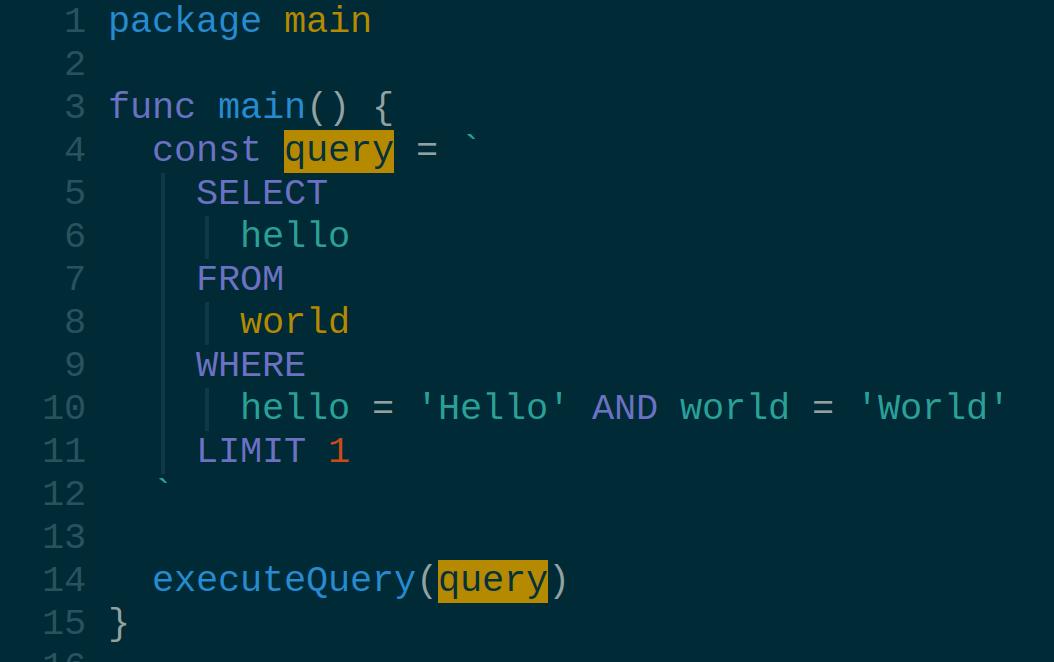 1 package main
2
3 func main() {
4   const query = `
5     SELECT
6       hello
7     FROM
8       world
9     WHERE
10       hello = 'Hello' AND world = 'World'
11     LIMIT 1
12   `
13
14   executeQuery(query)
15 }
16